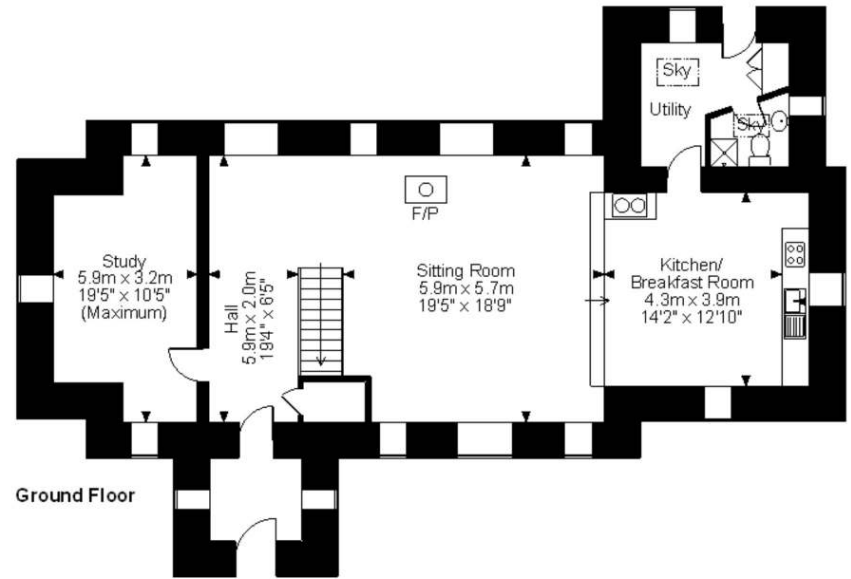 Sky
Utility
Sky
F/P
Study
5.9m x 3.2m
19'5" x 10'5"
(Maximum)
Hall
5.9m x 2.0m
19'4" x 6'5"
Sitting Room
5.9m x 5.7m
19'5" x 18'9"
Kitchen/
Breakfast Room
4.3m x 3.9m
14'2" x 12'10"
Ground Floor